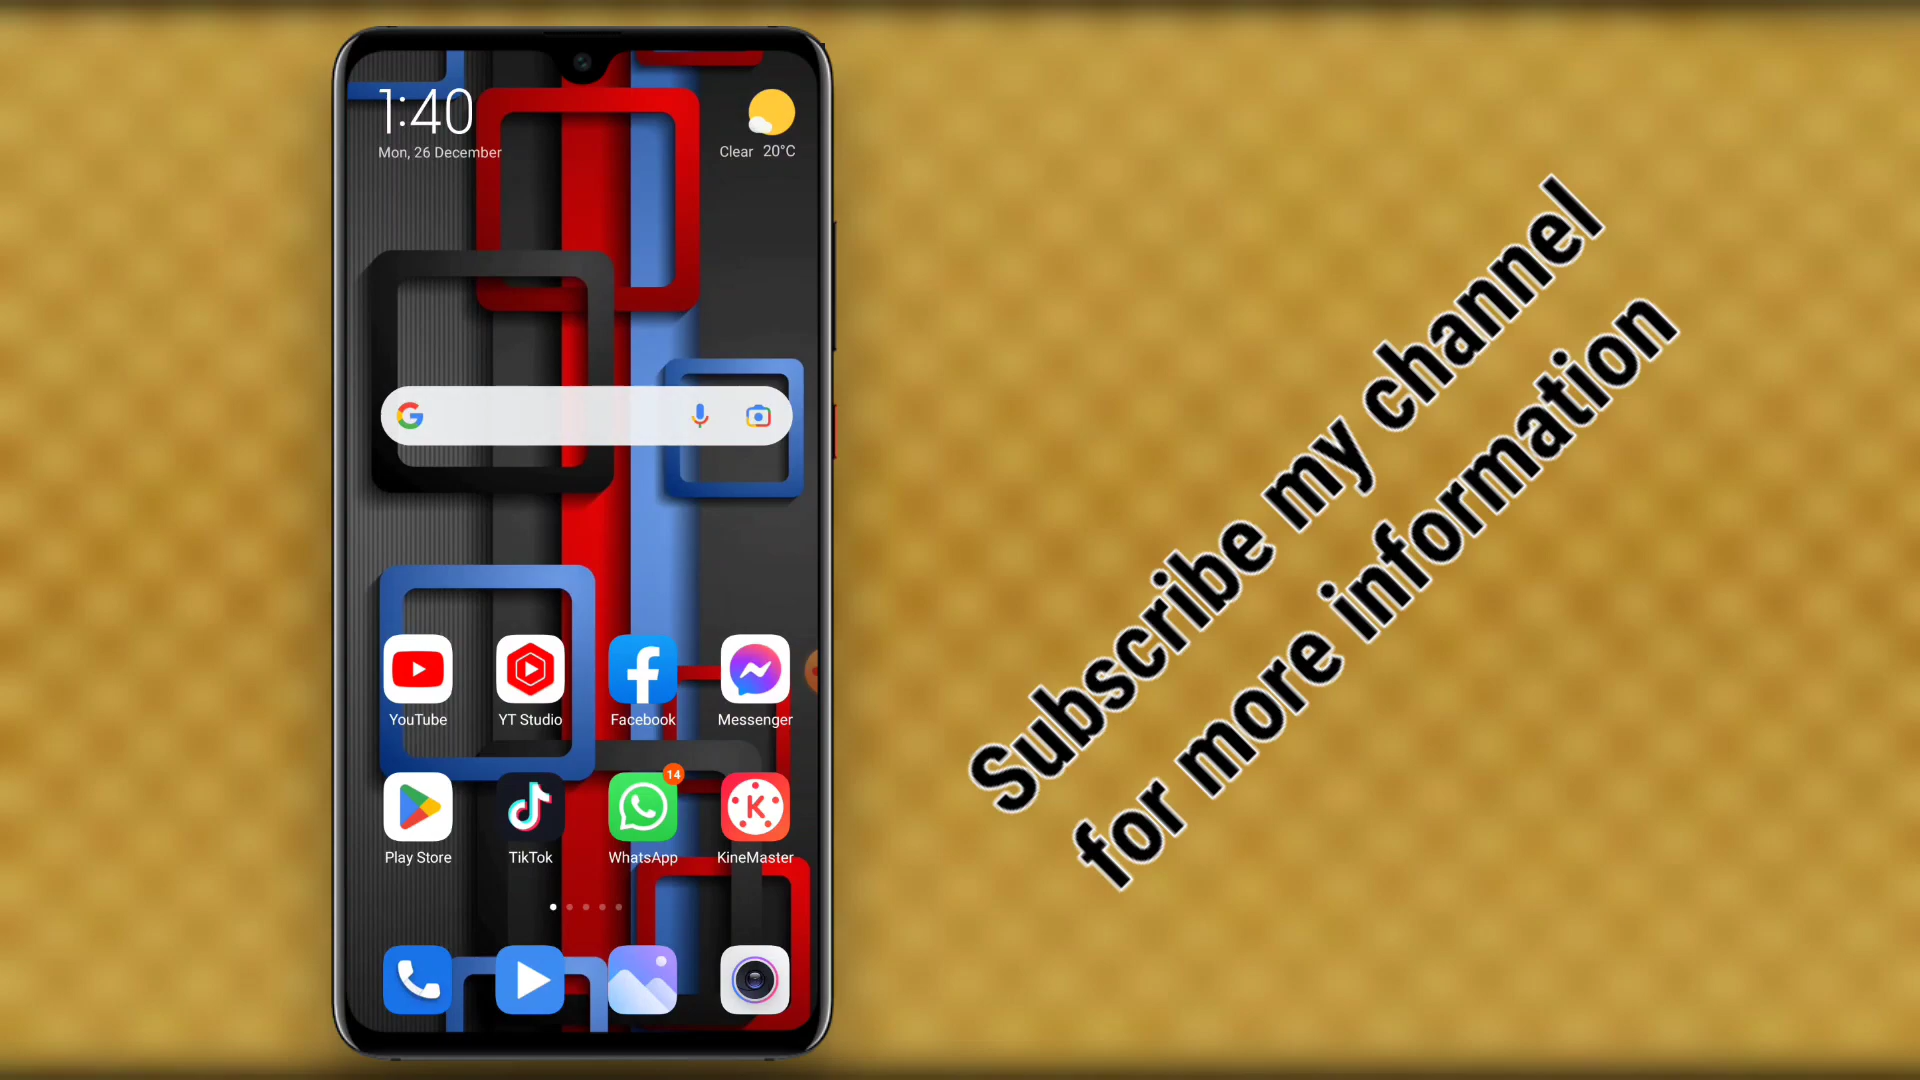 1:40
Mon, 26 December
Clear 20°C
YouTube
YT Studio
Facebook
Messenger
14
Play Store
TikTok
WhatsApp
KineMaster
Subscribe my channel
for more information